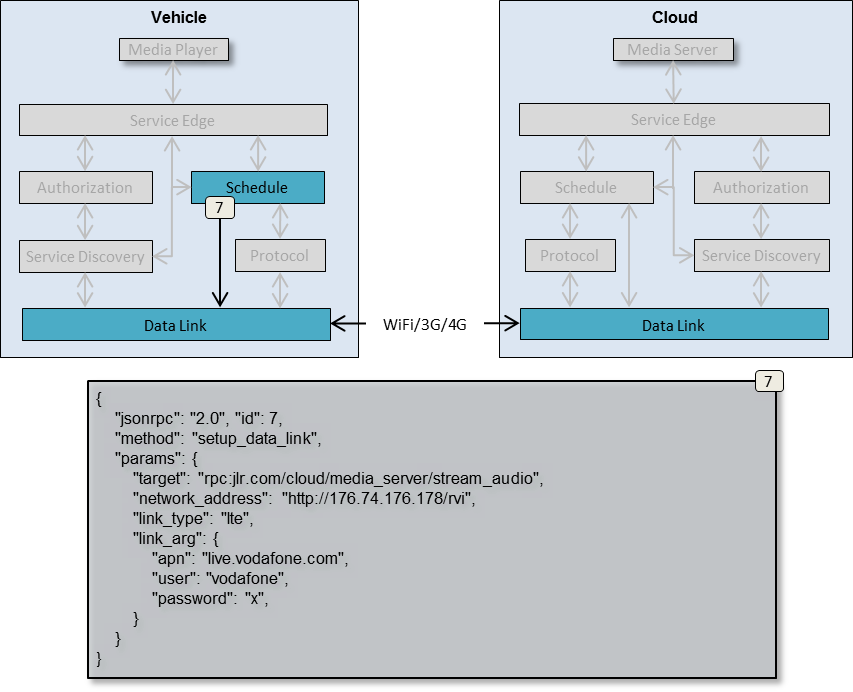 Vehicle
Cloud
Media Player
Media Server
Service Edge
Service Edge
Authorization
Schedule
Schedule
Authorization
7
Service Discovery
Protocol
Protocol
Service Discovery
Data Link
WiFi/3G/4G
Data Link
7
{
"jsonrpc": "2.0", "id": 7,
"method": "setup_data_link",
"params": {
"target": "rpc:jlr.com/cloud/media_server/stream_audio",
"network_address": "http://176.74.176.178/rvi",
"link_type": "lte",
"link_arg": {
"apn": "live.vodafone.com",
"user": "vodafone",
"password": "x",
}
}
}